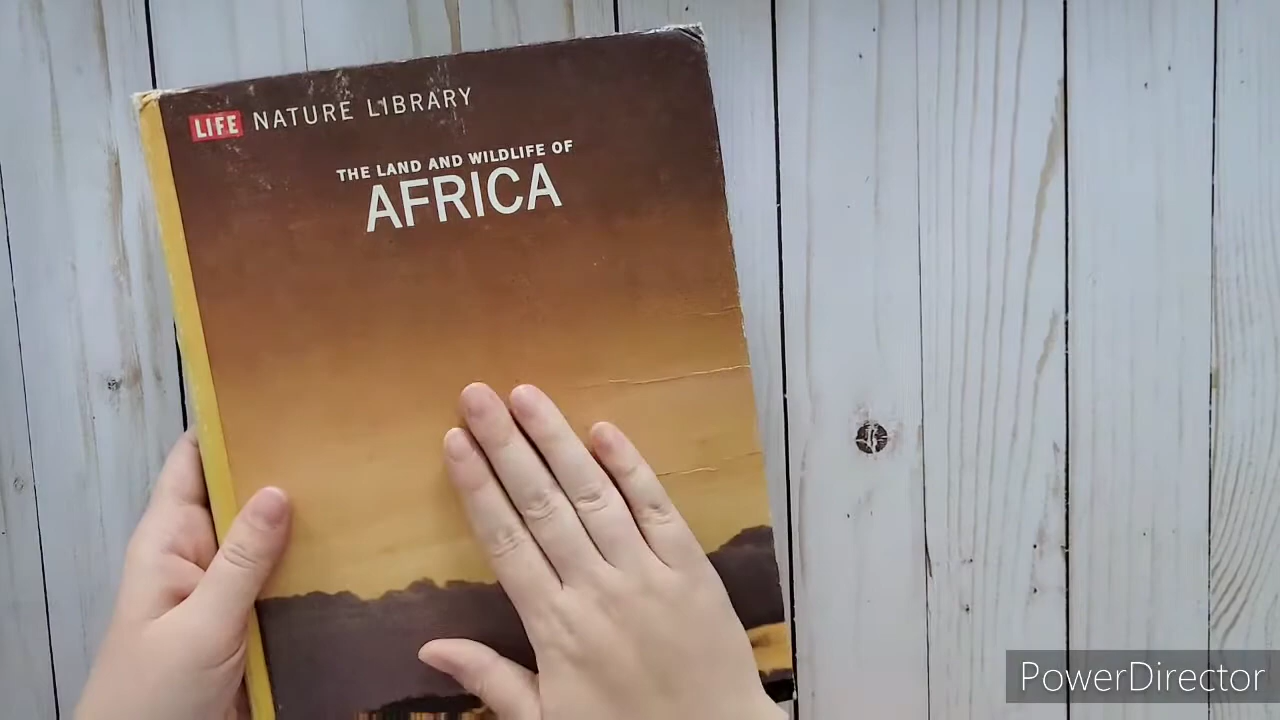 LIFE NATURE LIBRARY
THE LAND AND WILDLIFE OF
AFRICA
PowerDirector